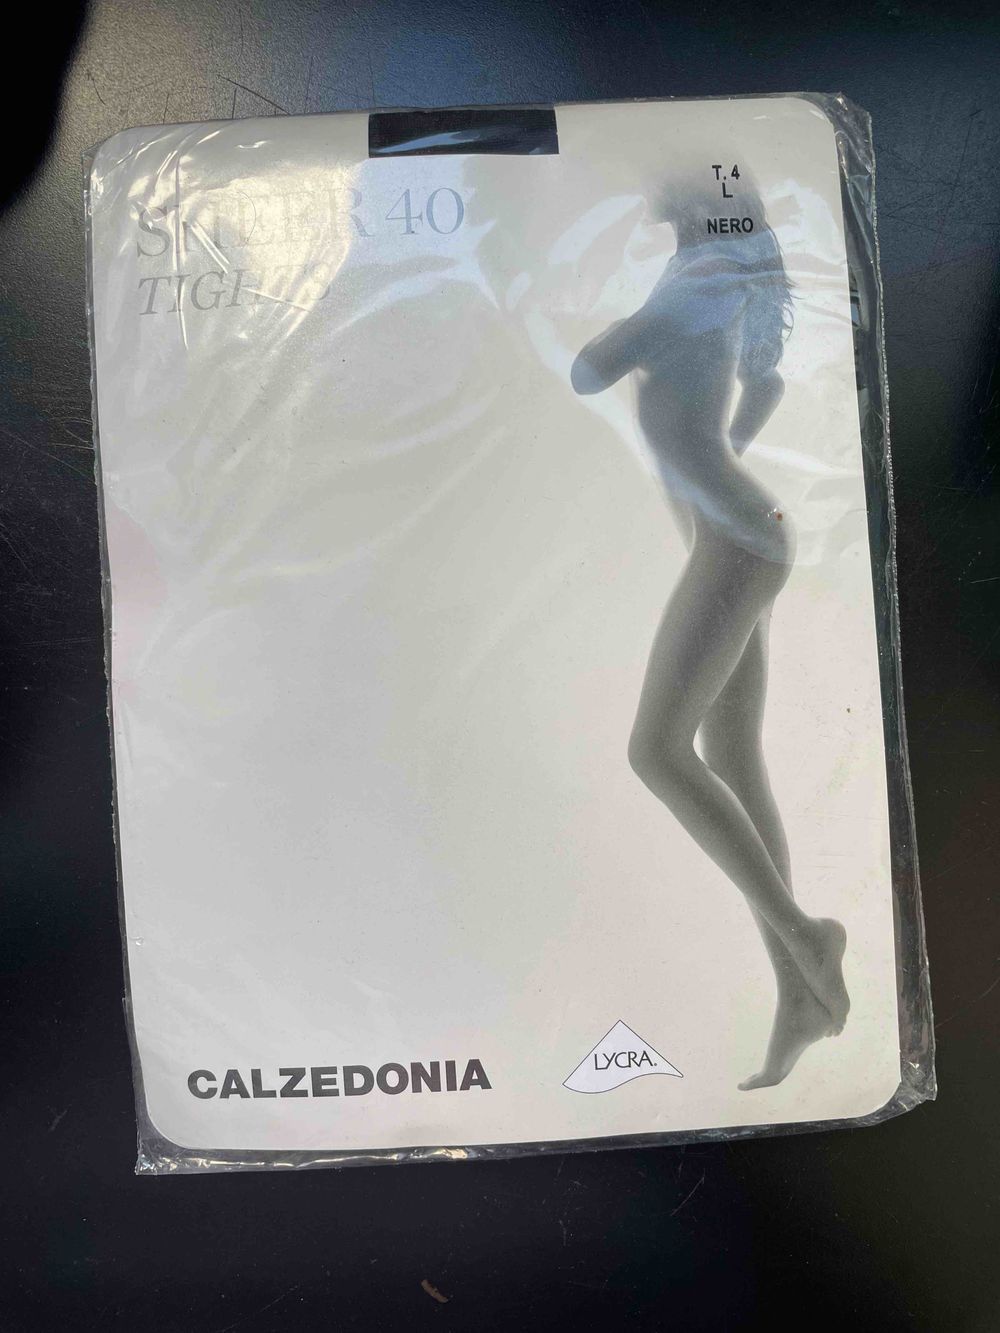 SHEER 40
TIGHTS
T. 4
L
NERO
CALZEDONIA
LYCRA®